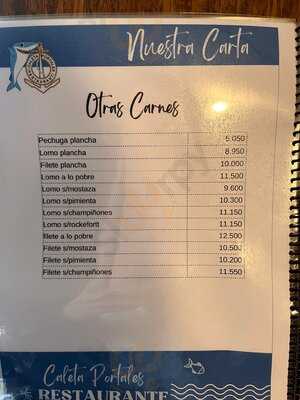 Nuestra Carta
Otras Carnes
Pechuga plancha 5.050
Lomo plancha 8.950
Filete plancha 10.000
Lomo a lo pobre 11.500
Lomo s/mostaza 9.600
Lomo s/pimienta 10.300
Lomo s/champiñones 11.150
Lomo s/rockefortt 11.150
filete a lo pobre 12.500
Filete s/mostaza 10.500
Filete s/pimienta 10.200
Filete s/champiñones 11.550
Caleta Portales
RESTAURANTE